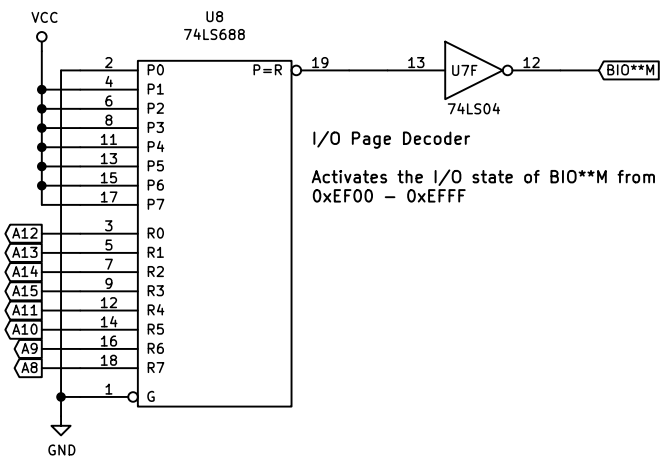 VCC
U8
74LS688
2 P0 P=R 19 13 U7F 12 BIO**M
4 P1
6 P2
74LS04
8 P3
11 P4
I/O Page Decoder
13 P5
15 P6
Activates the I/O state of BIO**M from
17 P7
0xEF00 – 0xEFFF
A12 3 R0
A13 5 R1
A14 7 R2
A15 9 R3
A11 12 R4
A10 14 R5
A9 16 R6
A8 18 R7
1 G
GND